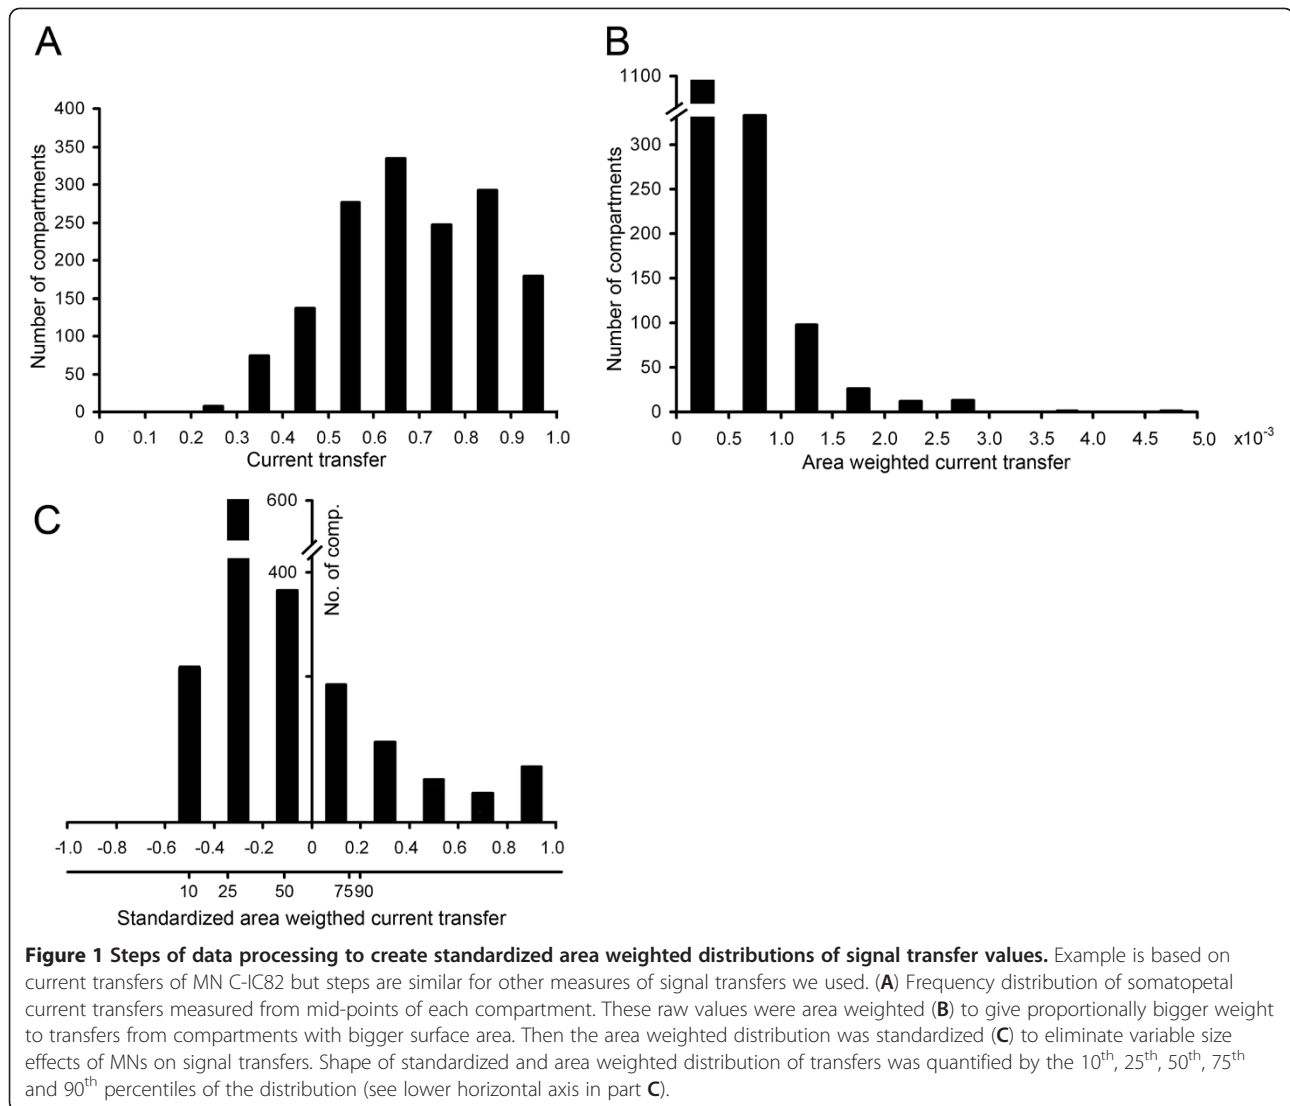 A
400
350
300
250
200
150
100
50
0
Number of compartments
0 0.1 0.2 0.3 0.4 0.5 0.6 0.7 0.8 0.9 1.0
Current transfer
B
1100
300
250
200
150
100
50
0
Number of compartments
0 0.5 1.0 1.5 2.0 2.5 3.0 3.5 4.0 4.5 5.0 x10-3
Area weighted current transfer
C
600
400
No. of comp.
-1.0 -0.8 -0.6 -0.4 -0.2 0 0.2 0.4 0.6 0.8 1.0
10 25 50 75 90
Standardized area weigthed current transfer
Figure 1 Steps of data processing to create standardized area weighted distributions of signal transfer values. Example is based on
current transfers of MN C-IC82 but steps are similar for other measures of signal transfers we used. (A) Frequency distribution of somatopetal
current transfers measured from mid-points of each compartment. These raw values were area weighted (B) to give proportionally bigger weight
to transfers from compartments with bigger surface area. Then the area weighted distribution was standardized (C) to eliminate variable size
effects of MNs on signal transfers. Shape of standardized and area weighted distribution of transfers was quantified by the 10th, 25th, 50th, 75th
and 90th percentiles of the distribution (see lower horizontal axis in part C).